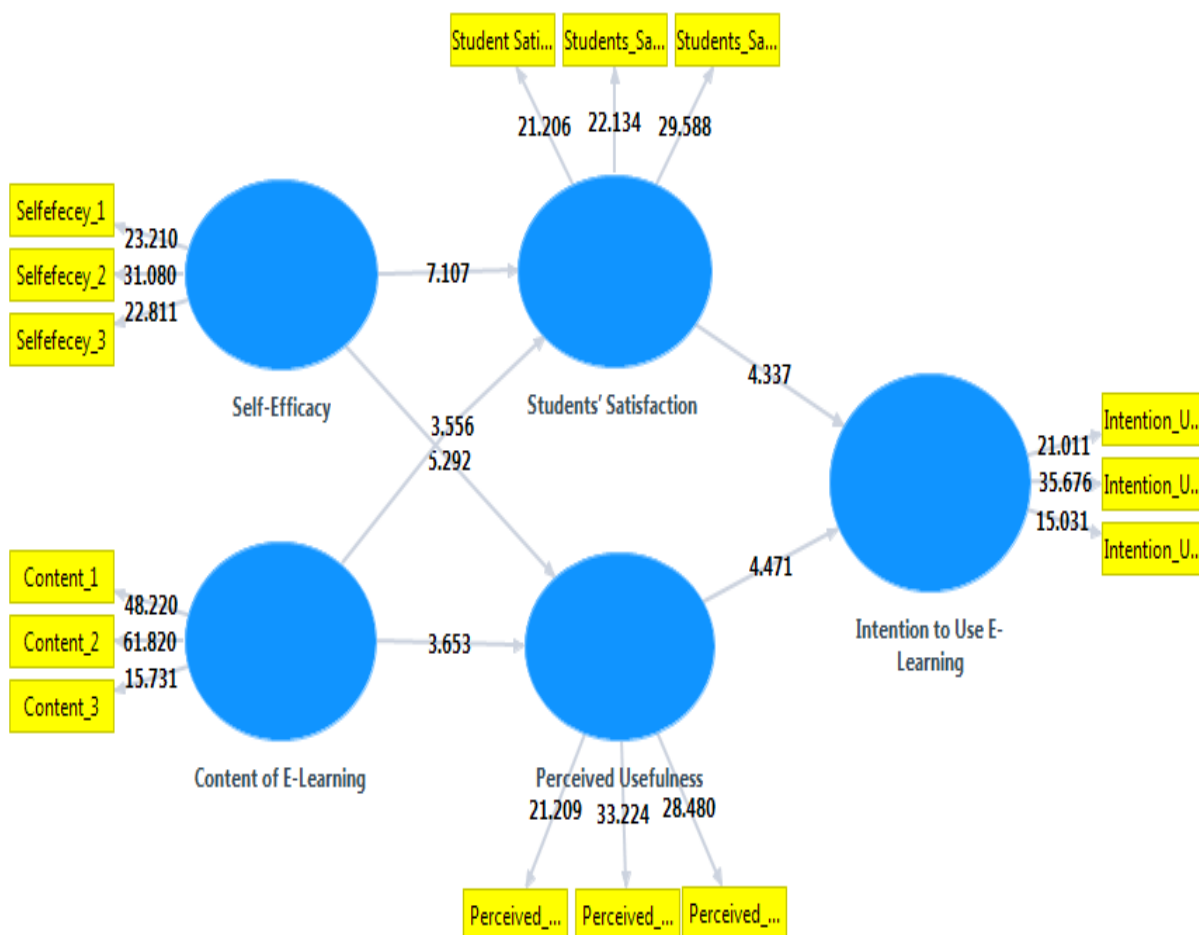 Student Sati...
Students_Sa...
Students_Sa...
21.206
22.134
29.588
Selfefecey_1
Selfefecey_2
Selfefecey_3
23.210
31.080
22.811
Self-Efficacy
7.107
Students' Satisfaction
3.556
5.292
4.337
Content_1
Content_2
Content_3
48.220
61.820
15.731
Content of E-Learning
3.653
Perceived Usefulness
4.471
21.209
33.224
28.480
Perceived_...
Perceived_...
Perceived_...
Intention to Use E-
Learning
21.011
35.676
15.031
Intention_U...
Intention_U...
Intention_U...